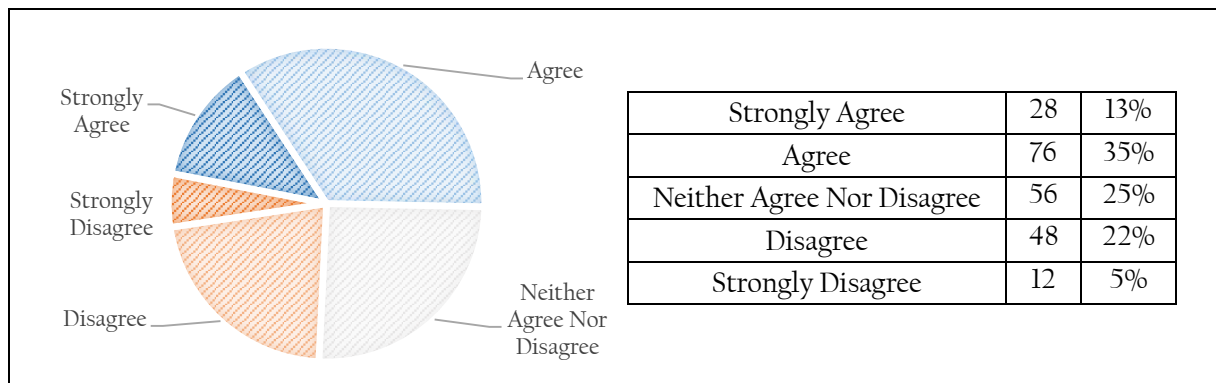 Agree
Strongly
Agree
Strongly
Disagree
Disagree
Neither
Agree Nor
Disagree
Strongly Agree 28 13%
Agree 76 35%
Neither Agree Nor Disagree 56 25%
Disagree 48 22%
Strongly Disagree 12 5%